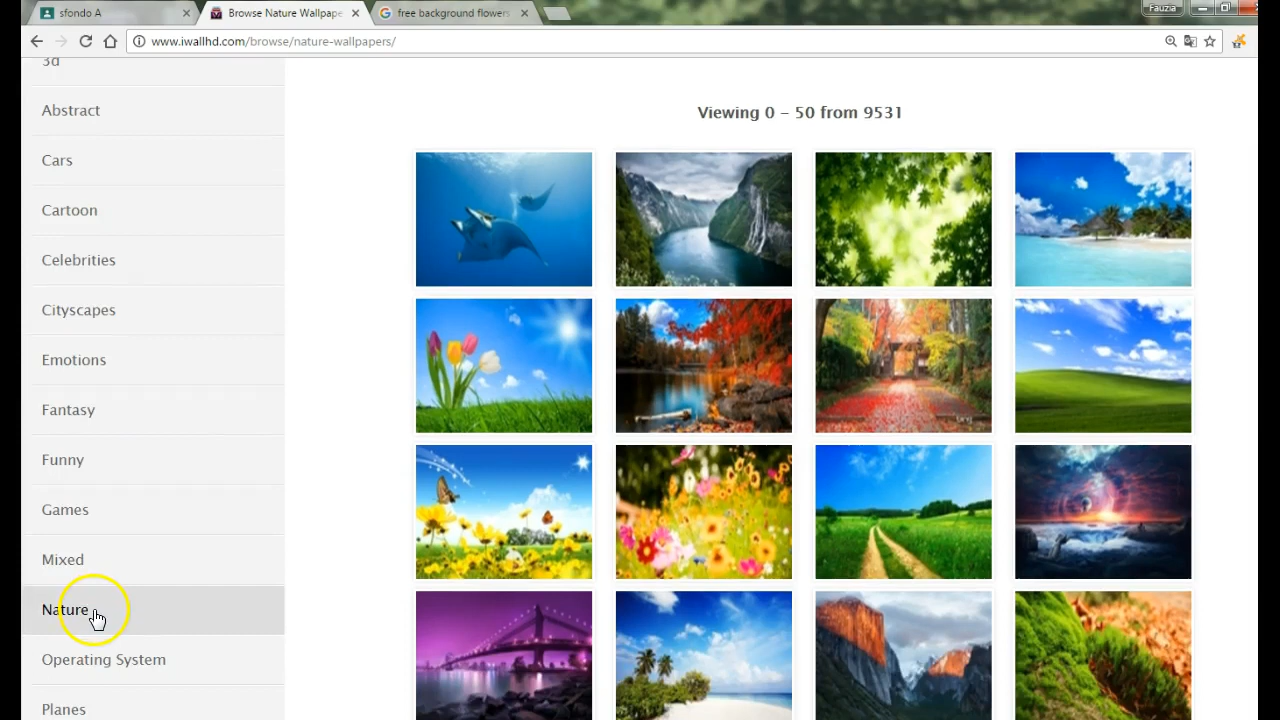 sfondo A
Browse Nature Wallpape
free background flowers
Fauzia
www.iwallhd.com/browse/nature-wallpapers/
3d
Abstract
Cars
Cartoon
Celebrities
Cityscapes
Emotions
Fantasy
Funny
Games
Mixed
Nature
Operating System
Planes
Viewing 0 - 50 from 9531